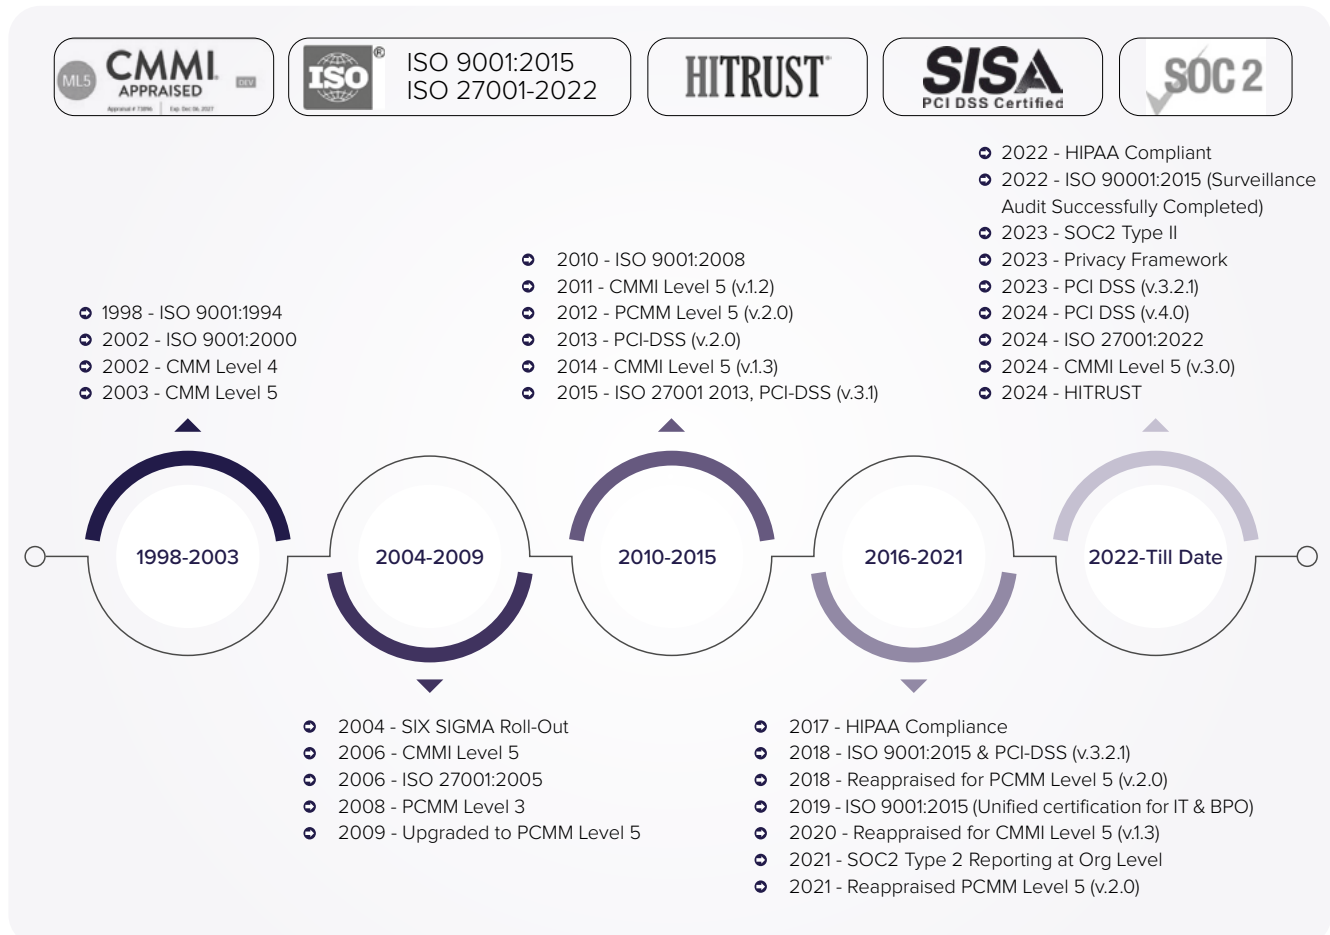 ML5
CMMI
APPRAISED
DEV
Appraisal # 73896 | Exp. Dec 06, 2027
ISO
®
ISO 9001:2015
ISO 27001-2022
HITRUST
SISA
PCI DSS Certified
SOC 2
1998 - ISO 9001:1994
2002 - ISO 9001:2000
2002 - CMM Level 4
2003 - CMM Level 5
2010 - ISO 9001:2008
2011 - CMMI Level 5 (v.1.2)
2012 - PCMM Level 5 (v.2.0)
2013 - PCI-DSS (v.2.0)
2014 - CMMI Level 5 (v.1.3)
2015 - ISO 27001 2013, PCI-DSS (v.3.1)
2022 - HIPAA Compliant
2022 - ISO 90001:2015 (Surveillance
Audit Successfully Completed)
2023 - SOC2 Type II
2023 - Privacy Framework
2023 - PCI DSS (v.3.2.1)
2024 - PCI DSS (v.4.0)
2024 - ISO 27001:2022
2024 - CMMI Level 5 (v.3.0)
2024 - HITRUST
1998-2003
2004-2009
2010-2015
2016-2021
2022-Till Date
2004 - SIX SIGMA Roll-Out
2006 - CMMI Level 5
2006 - ISO 27001:2005
2008 - PCMM Level 3
2009 - Upgraded to PCMM Level 5
2017 - HIPAA Compliance
2018 - ISO 9001:2015 & PCI-DSS (v.3.2.1)
2018 - Reappraised for PCMM Level 5 (v.2.0)
2019 - ISO 9001:2015 (Unified certification for IT & BPO)
2020 - Reappraised for CMMI Level 5 (v.1.3)
2021 - SOC2 Type 2 Reporting at Org Level
2021 - Reappraised PCMM Level 5 (v.2.0)